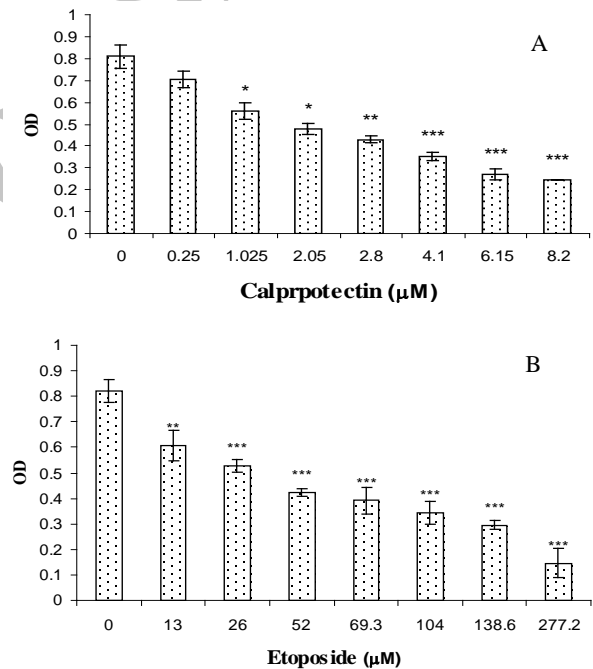 A
OD
1
0.9
0.8
0.7
0.6
0.5
0.4
0.3
0.2
0.1
0
* * ** *** *** ***
0 0.25 1.025 2.05 2.8 4.1 6.15 8.2
Calprpotectin (µM)
B
OD
1
0.9
0.8
0.7
0.6
0.5
0.4
0.3
0.2
0.1
0
** *** *** *** *** *** ***
0 13 26 52 69.3 104 138.6 277.2
Etoposide (µM)